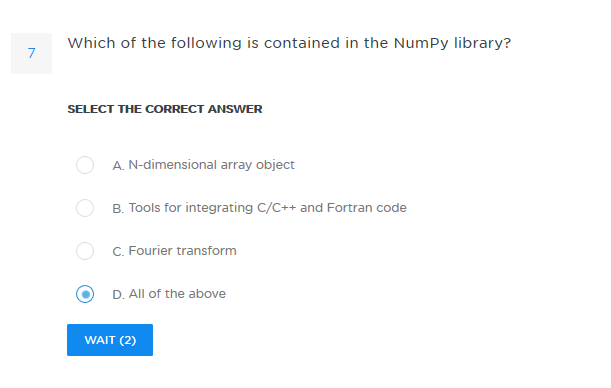 7
Which of the following is contained in the NumPy library?
SELECT THE CORRECT ANSWER
A. N-dimensional array object
B. Tools for integrating C/C++ and Fortran code
C. Fourier transform
D. All of the above
WAIT (2)